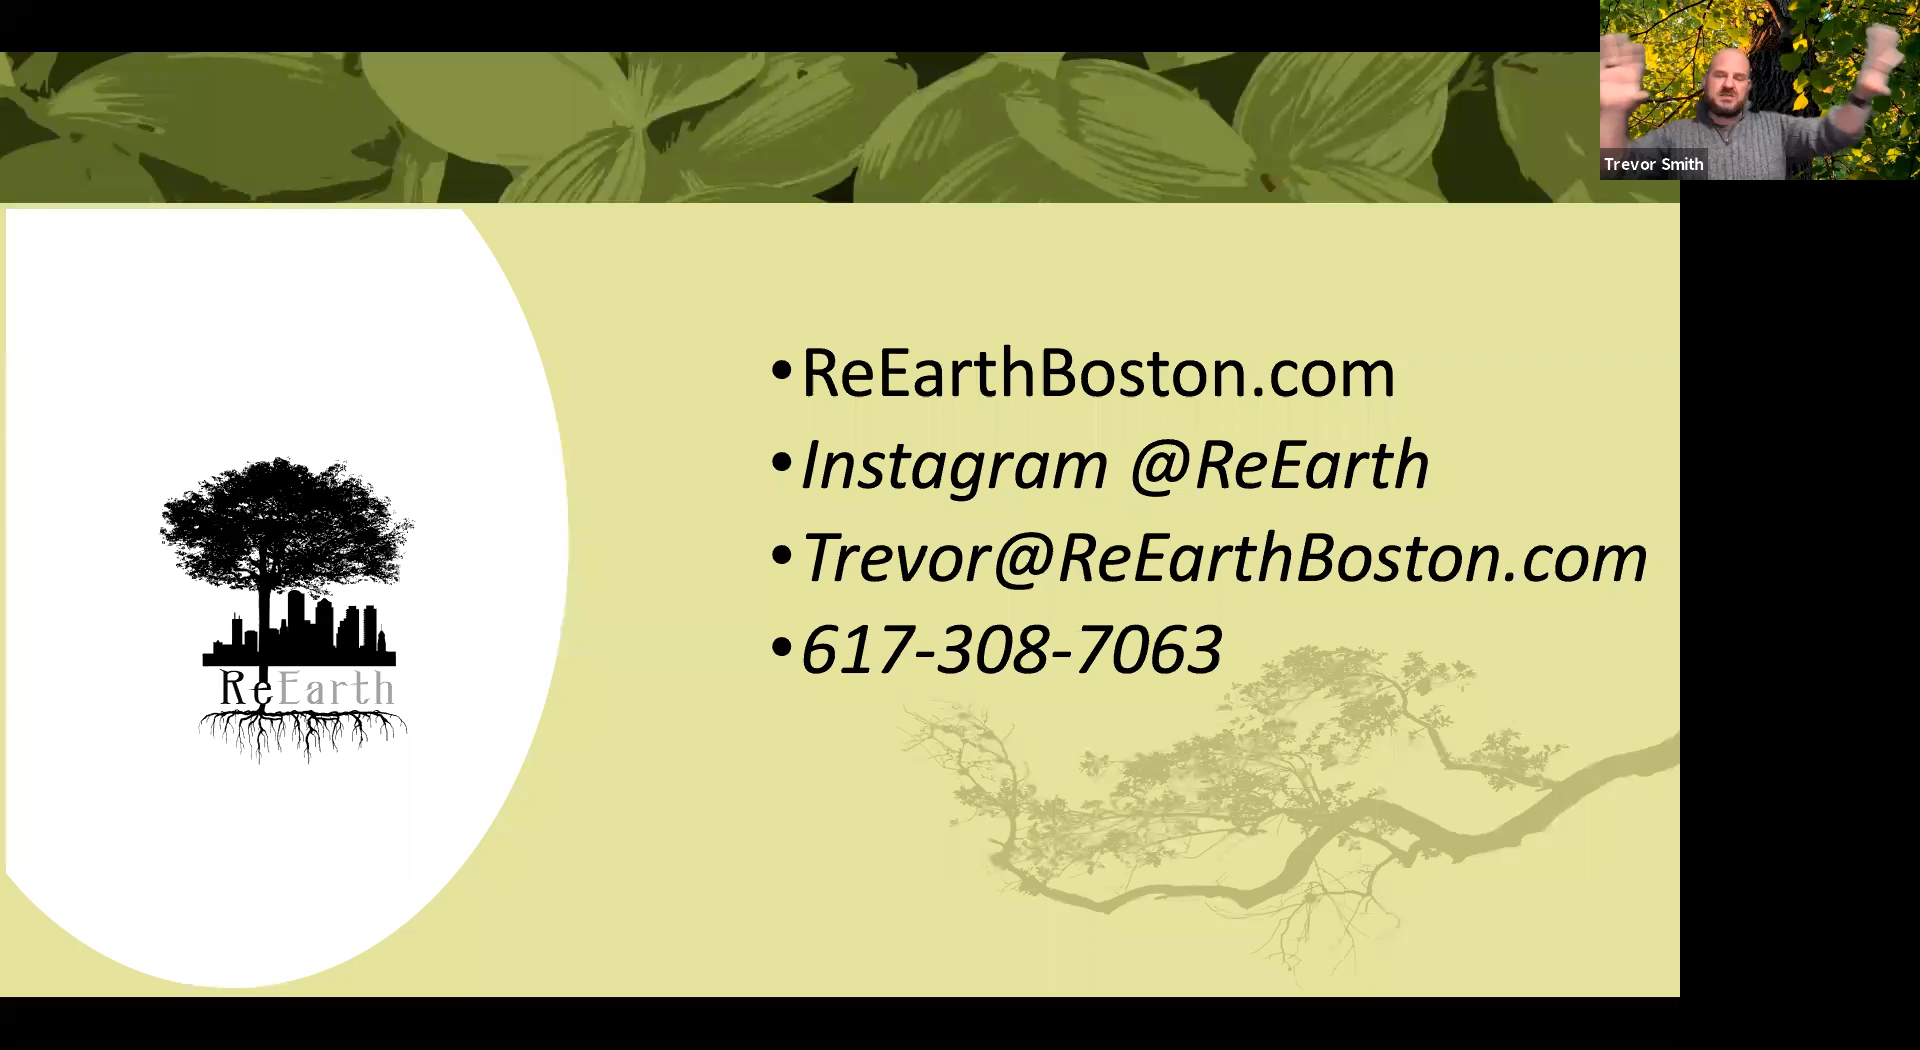 Trevor Smith
•ReEarthBoston.com
•Instagram @ReEarth
•Trevor@ReEarthBoston.com
•617-308-7063
ReEarth